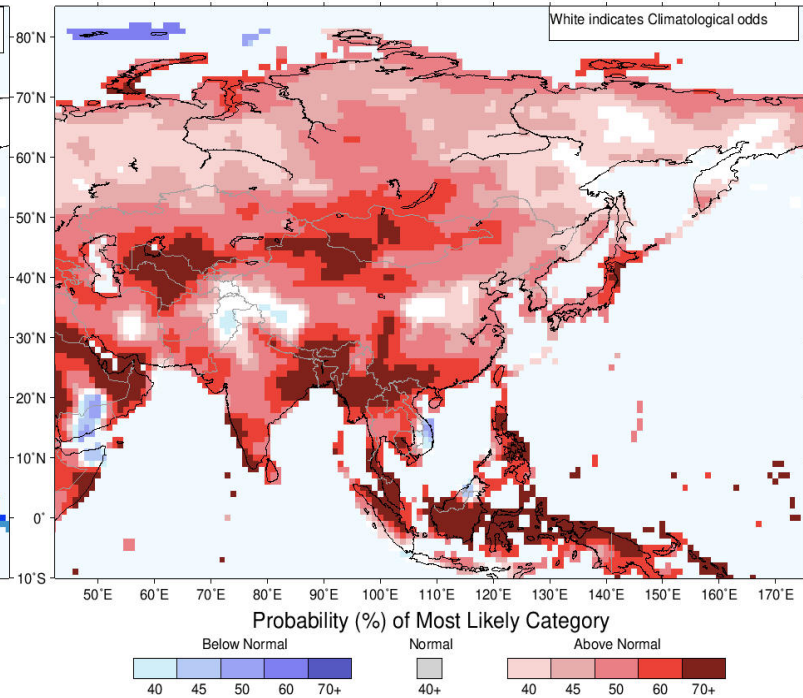 White indicates Climatological odds
80˚N
70˚N
60˚N
50˚N
40˚N
30˚N
20˚N
10˚N
0˚
10˚S
50˚E 60˚E 70˚E 80˚E 90˚E 100˚E 110˚E 120˚E 130˚E 140˚E 150˚E 160˚E 170˚E
Probability (%) of Most Likely Category
Below Normal Normal Above Normal
40 45 50 60 70+ 40+ 40 45 50 60 70+